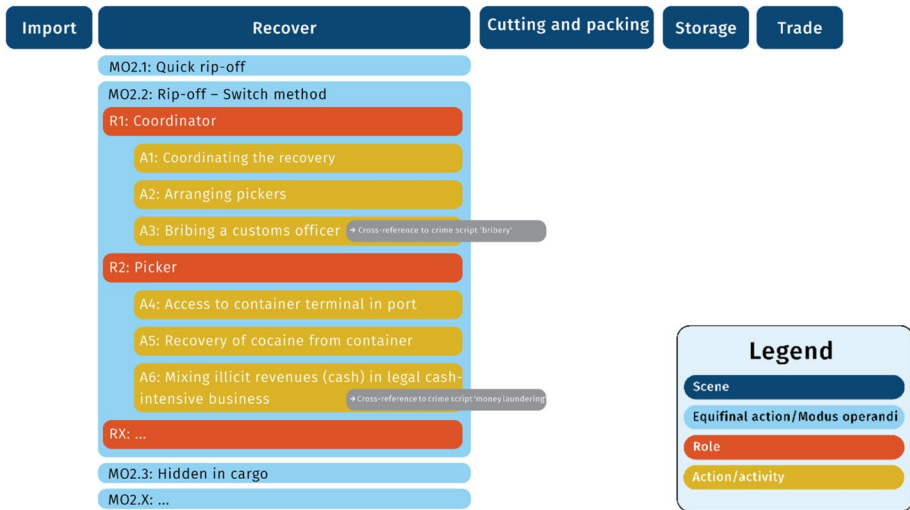 Import
Recover
Cutting and packing
Storage
Trade
MO2.1: Quick rip-off
MO2.2: Rip-off – Switch method
R1: Coordinator
A1: Coordinating the recovery
A2: Arranging pickers
A3: Bribing a customs officer
→ Cross-reference to crime script 'bribery'
R2: Picker
A4: Access to container terminal in port
A5: Recovery of cocaine from container
A6: Mixing illicit revenues (cash) in legal cash-
intensive business
→ Cross-reference to crime script 'money laundering'
RX: ...
MO2.3: Hidden in cargo
MO2.X: ...
Legend
Scene
Equifinal action/Modus operandi
Role
Action/activity